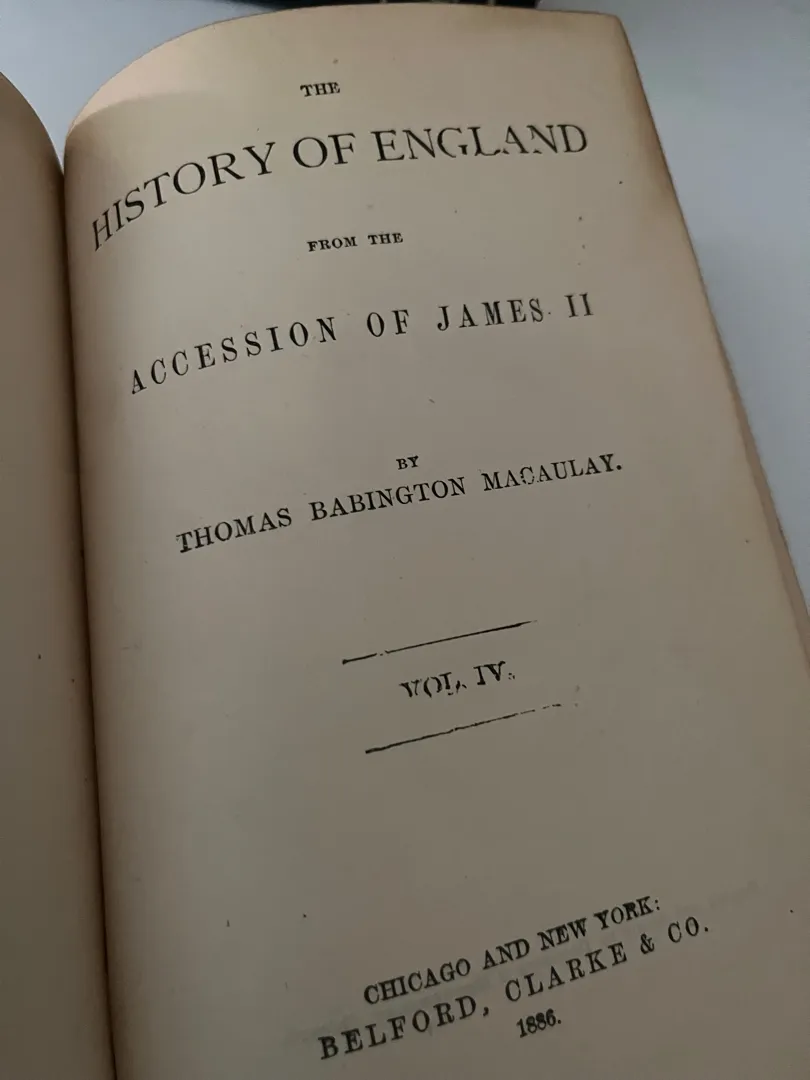 THE
HISTORY OF ENGLAND
FROM THE
ACCESSION OF JAMES II
BY
THOMAS BABINGTON MACAULAY.
VOL. IV.
CHICAGO AND NEW YORK:
BELFORD, CLARKE & CO.
1886.